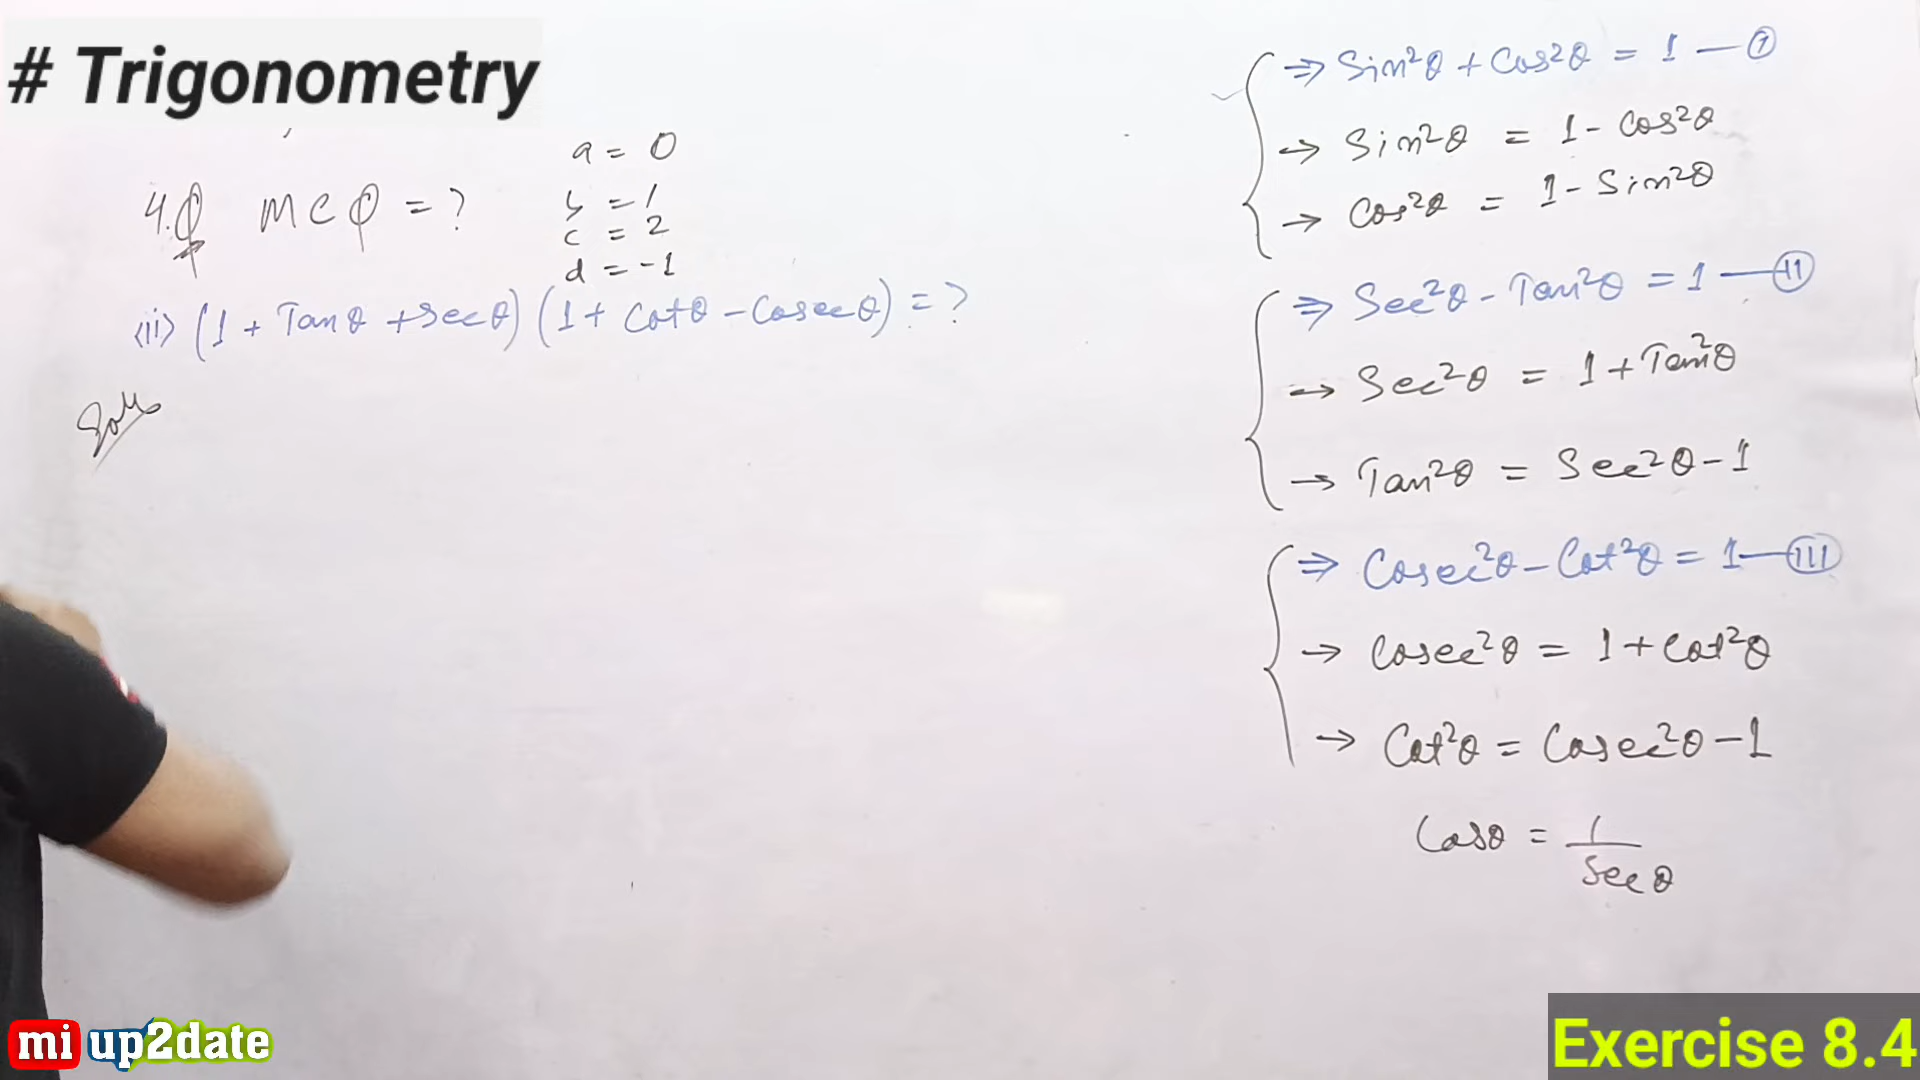 # Trigonometry
4.Q MCQ = ?
a = 0
b = 1
c = 2
d = -1
(ii) (1 + Tanθ + Secθ) (1 + Cotθ - Cosecθ) = ?
Soln
⇒ Sin²θ + Cos²θ = 1 — (I)
→ Sin²θ = 1 - Cos²θ
→ Cos²θ = 1 - Sin²θ
⇒ Sec²θ - Tan²θ = 1 — (II)
→ Sec²θ = 1 + Tan²θ
→ Tan²θ = Sec²θ - 1
⇒ Cosec²θ - Cot²θ = 1 — (III)
→ Cosec²θ = 1 + Cot²θ
→ Cot²θ = Cosec²θ - 1
Cosθ = 1/Secθ
mi up2date
Exercise 8.4